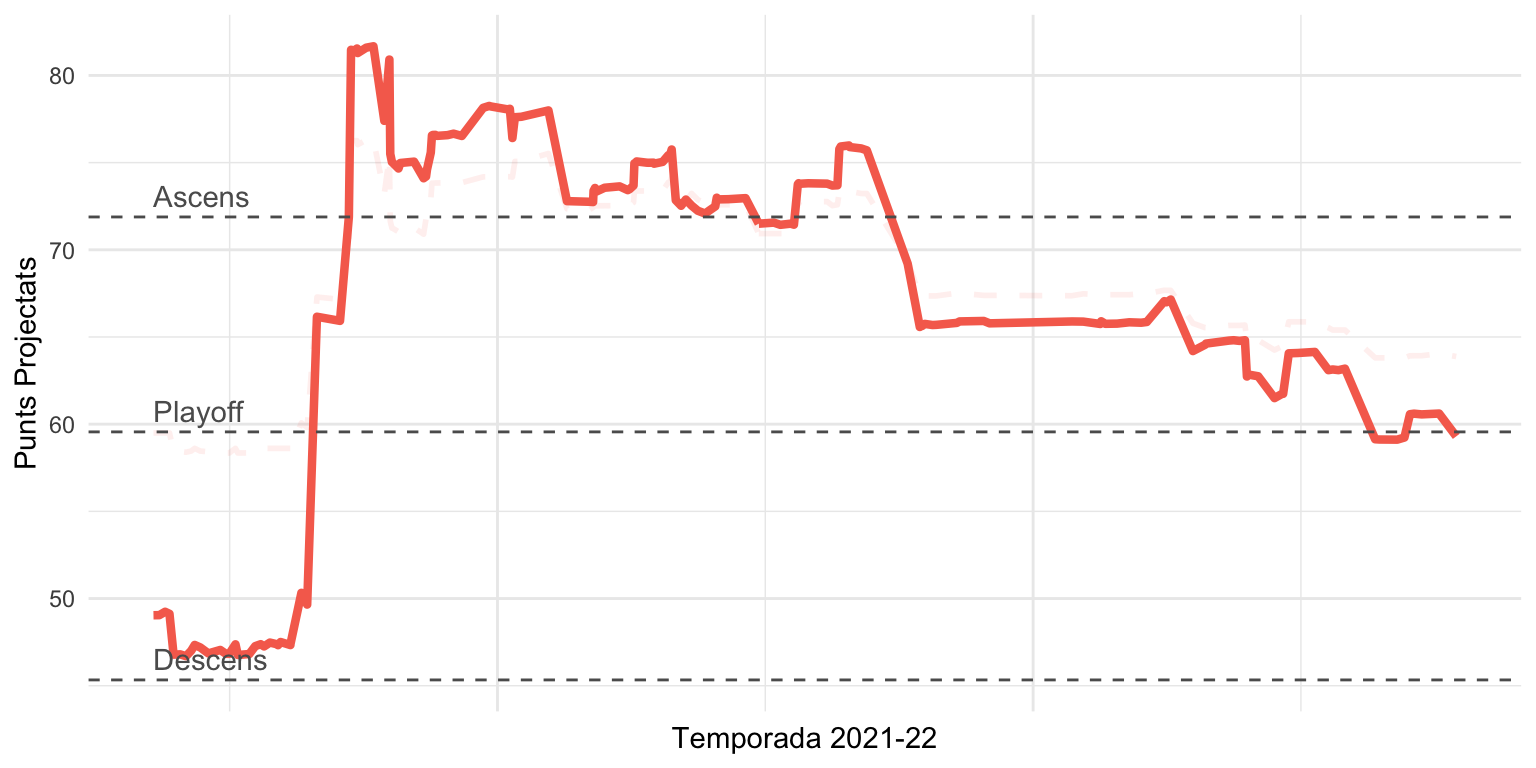 80
Ascens
70
Punts Projectats
Playoff
60
50
Descens
Temporada 2021-22